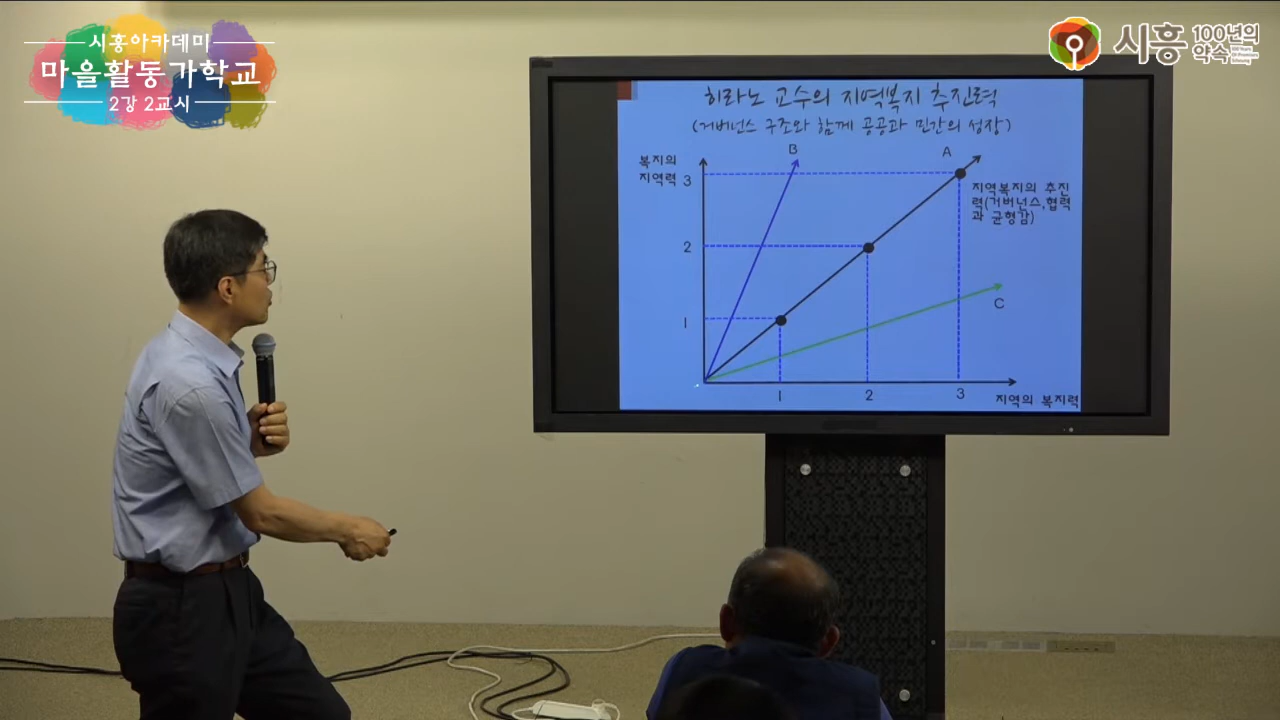 시흥아카데미
마을활동가학교
2강 2교시
시흥 100년의
약속
히라노 교수의 지역복지 추진력
(거버넌스 구조와 함께 공공과 민간의 성장)
B
A
복지의
지역력
3
지역복지의 추진
력(거버넌스,협력
과 균형감)
2
C
1
1
2
3
지역의 복지력